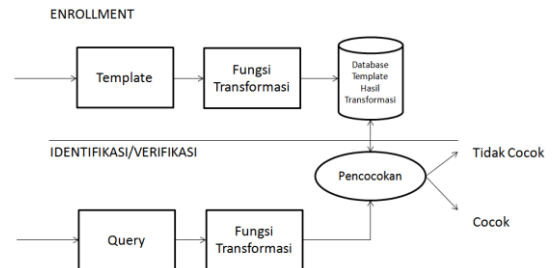 ENROLLMENT
Template
Fungsi
Transformasi
Database
Template
Hasil
Transformasi
IDENTIFIKASI/VERIFIKASI
Tidak Cocok
Pencocokan
Cocok
Query
Fungsi
Transformasi